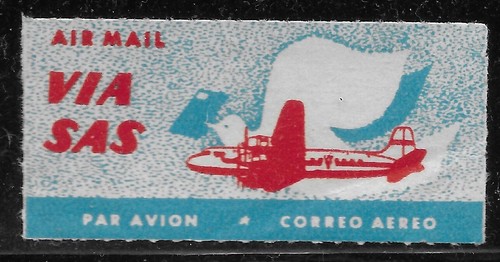 AIR MAIL
VIA
SAS
PAR AVION * CORREO AEREO